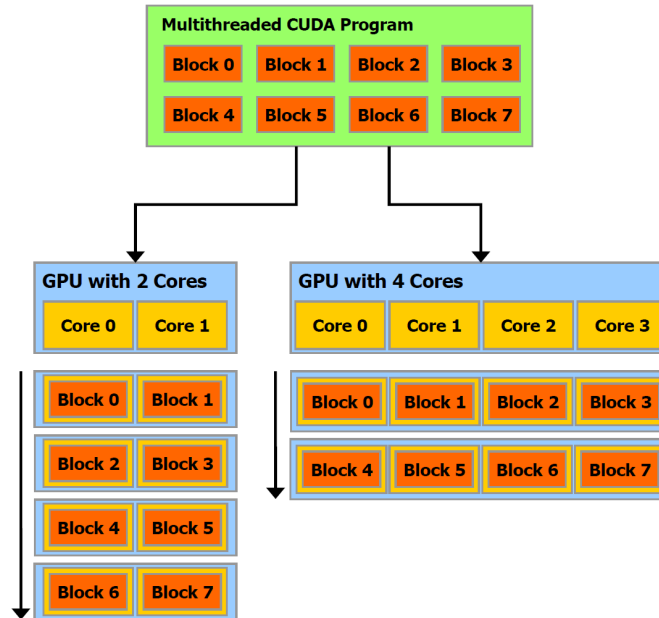 Multithreaded CUDA Program
Block 0 Block 1 Block 2 Block 3
Block 4 Block 5 Block 6 Block 7
GPU with 2 Cores
Core 0 Core 1
Block 0 Block 1
Block 2 Block 3
Block 4 Block 5
Block 6 Block 7
GPU with 4 Cores
Core 0 Core 1 Core 2 Core 3
Block 0 Block 1 Block 2 Block 3
Block 4 Block 5 Block 6 Block 7